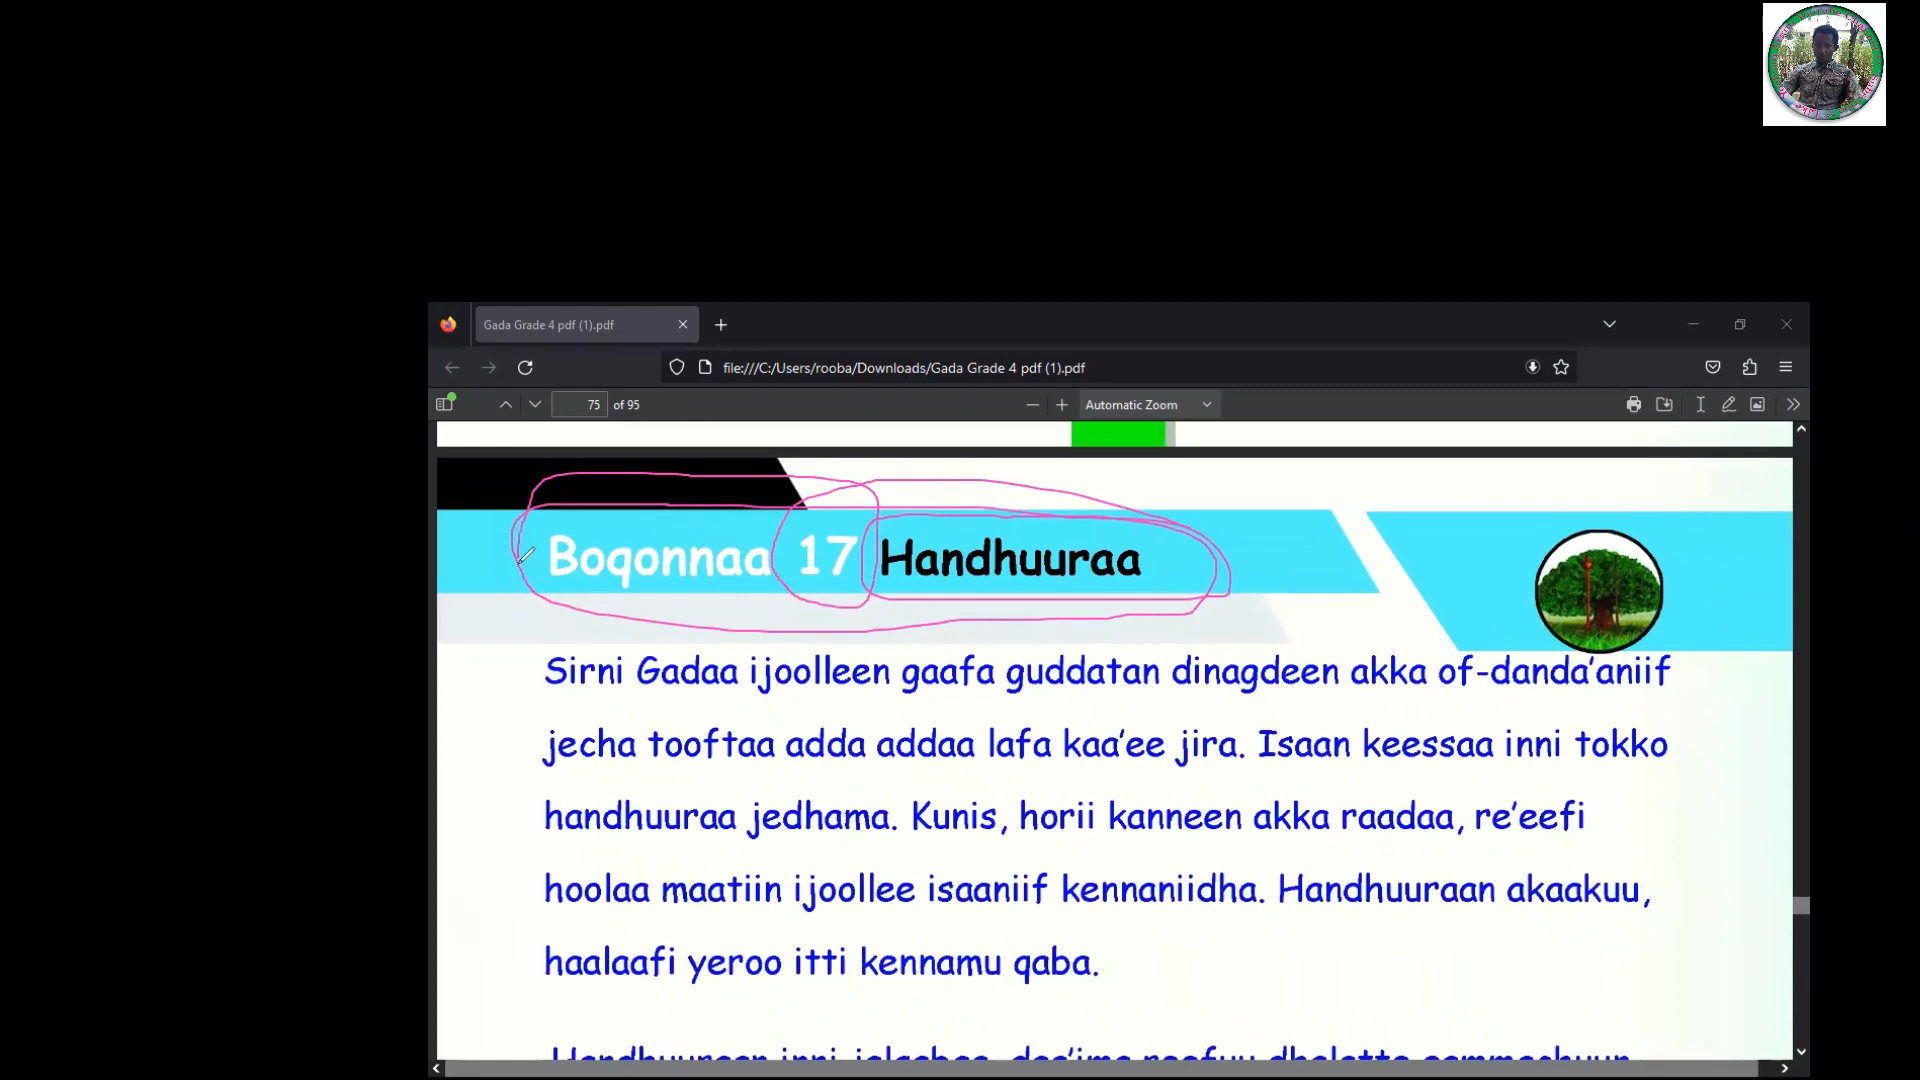 Gada Grade 4 pdf (1).pdf
file:///C:/Users/rooba/Downloads/Gada Grade 4 pdf (1).pdf
75 of 95
Automatic Zoom
Boqonnaa 17 Handhuuraa
Sirni Gadaa ijoolleen gaafa guddatan dinagdeen akka of-danda’aniif
jecha tooftaa adda addaa lafa kaa’ee jira. Isaan keessaa inni tokko
handhuuraa jedhama. Kunis, horii kanneen akka raadaa, re’eefi
hoolaa maatiin ijoollee isaaniif kennaniidha. Handhuuraan akaakuu,
haalaafi yeroo itti kennamu qaba.